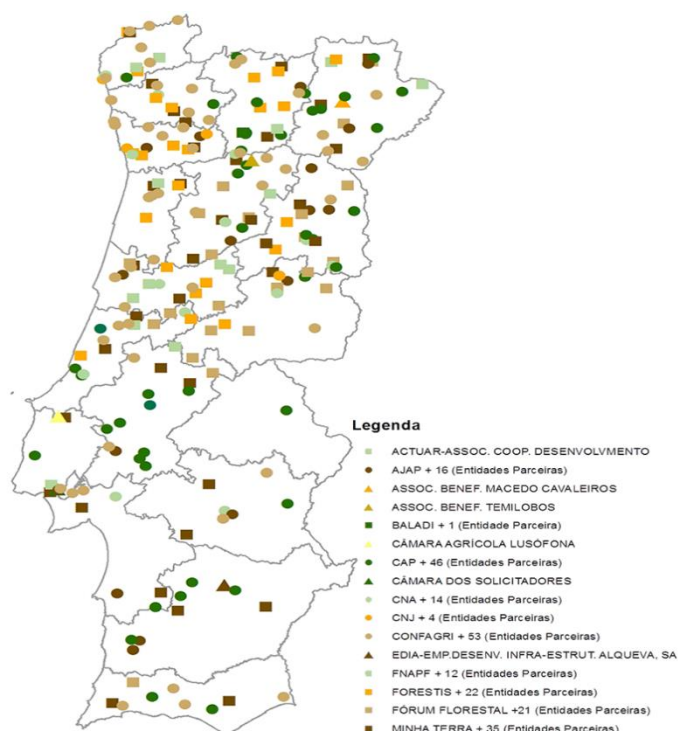 Legenda
ACTUAR-ASSOC. COOP. DESENVOLVMENTO
AJAP + 16 (Entidades Parceiras)
ASSOC. BENEF. MACEDO CAVALEIROS
ASSOC. BENEF. TEMILOBOS
BALADI + 1 (Entidade Parceira)
CÂMARA AGRÍCOLA LUSÓFONA
CAP + 46 (Entidades Parceiras)
CÂMARA DOS SOLICITADORES
CNA + 14 (Entidades Parceiras)
CNJ + 4 (Entidades Parceiras)
CONFAGRI + 53 (Entidades Parceiras)
EDIA-EMP.DESENV. INFRA-ESTRUT. ALQUEVA, SA
FNAPF + 12 (Entidades Parceiras)
FORESTIS + 22 (Entidades Parceiras)
FÓRUM FLORESTAL +21 (Entidades Parceiras)
MINHA TERRA + 35 (Entidades Parceiras)